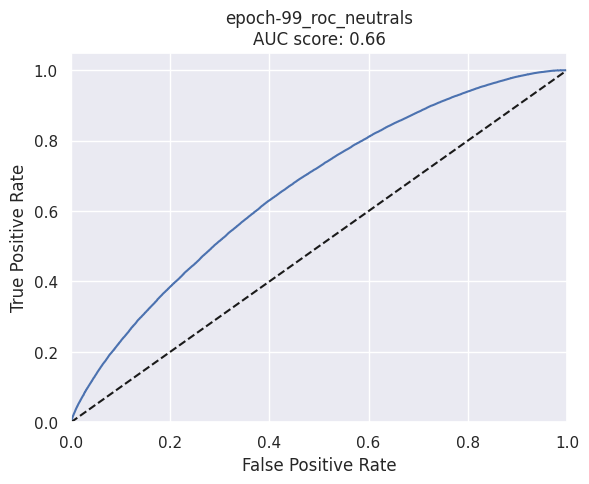 epoch-99_roc_neutrals
AUC score: 0.66
1.0
0.8
0.6
0.4
0.2
0.0
True Positive Rate
0.0 0.2 0.4 0.6 0.8 1.0
False Positive Rate